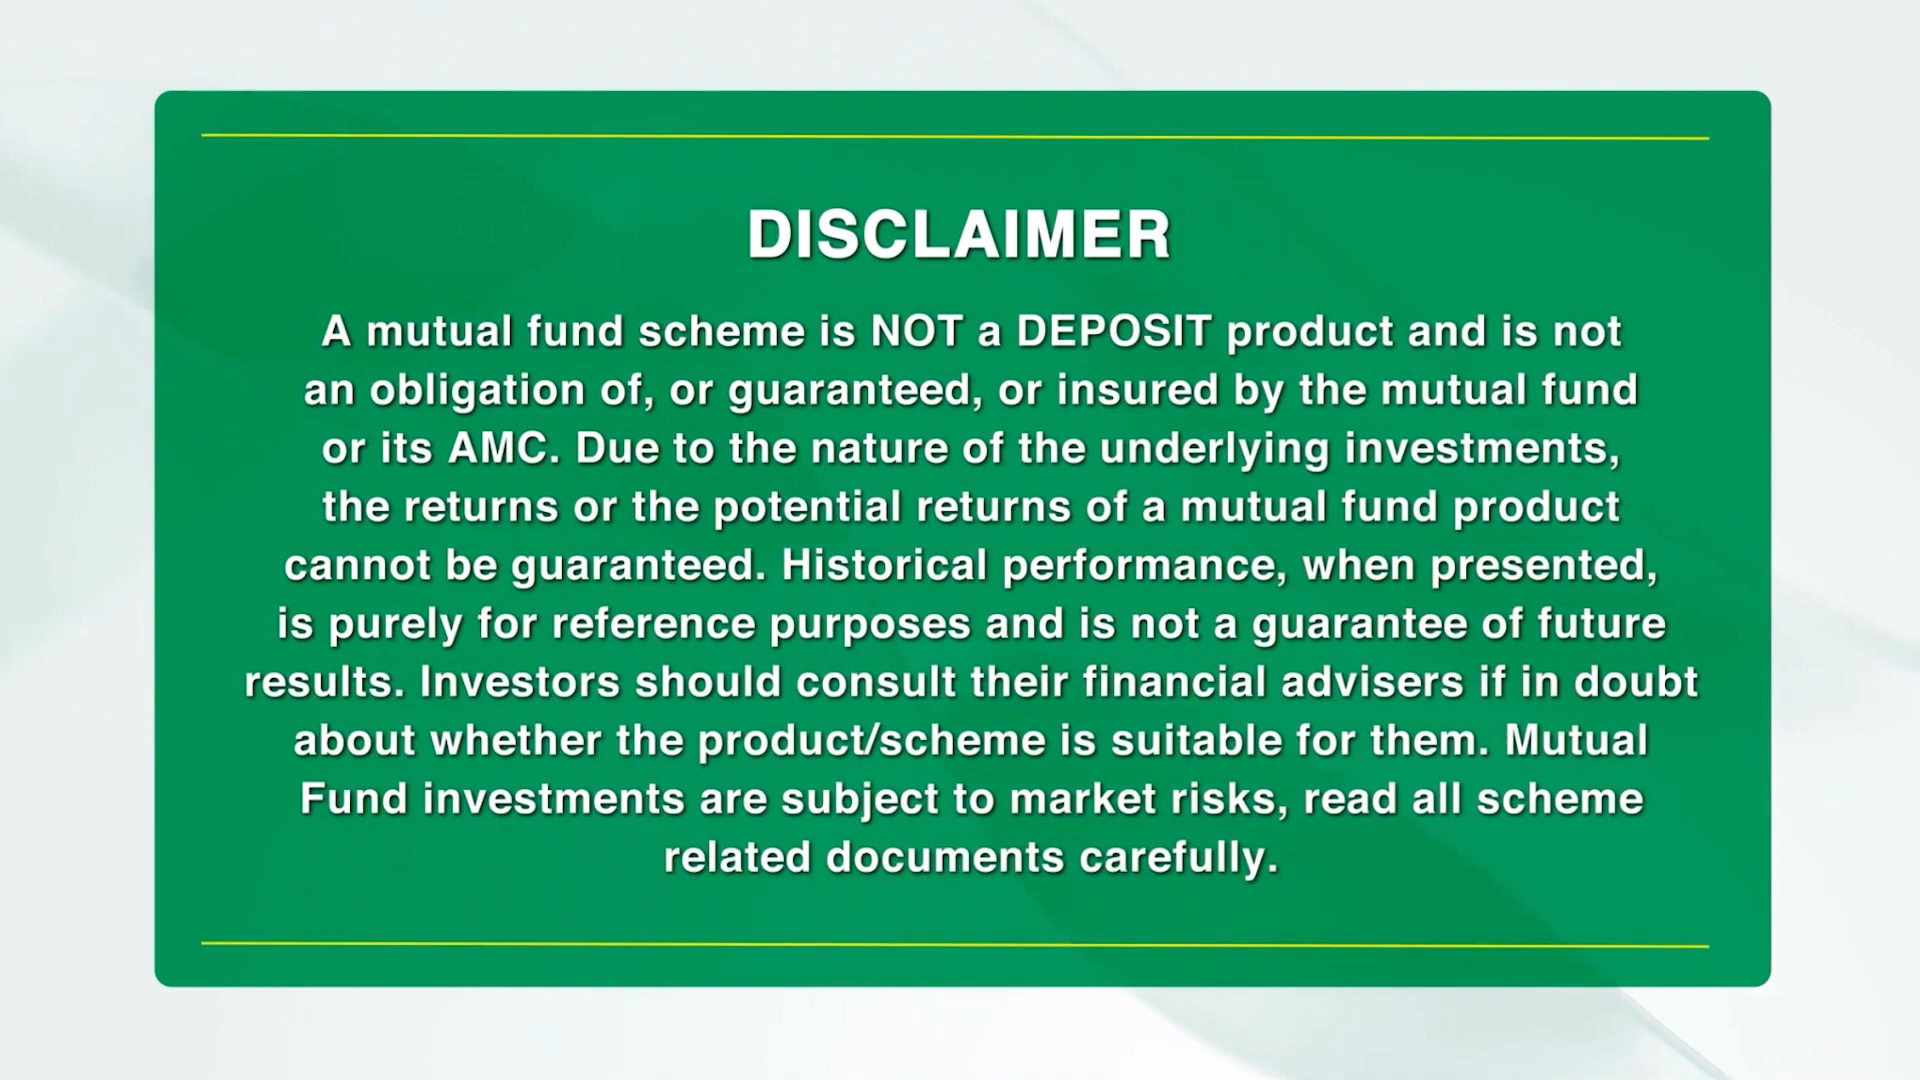 DISCLAIMER
A mutual fund scheme is NOT a DEPOSIT product and is not
an obligation of, or guaranteed, or insured by the mutual fund
or its AMC. Due to the nature of the underlying investments,
the returns or the potential returns of a mutual fund product
cannot be guaranteed. Historical performance, when presented,
is purely for reference purposes and is not a guarantee of future
results. Investors should consult their financial advisers if in doubt
about whether the product/scheme is suitable for them. Mutual
Fund investments are subject to market risks, read all scheme
related documents carefully.